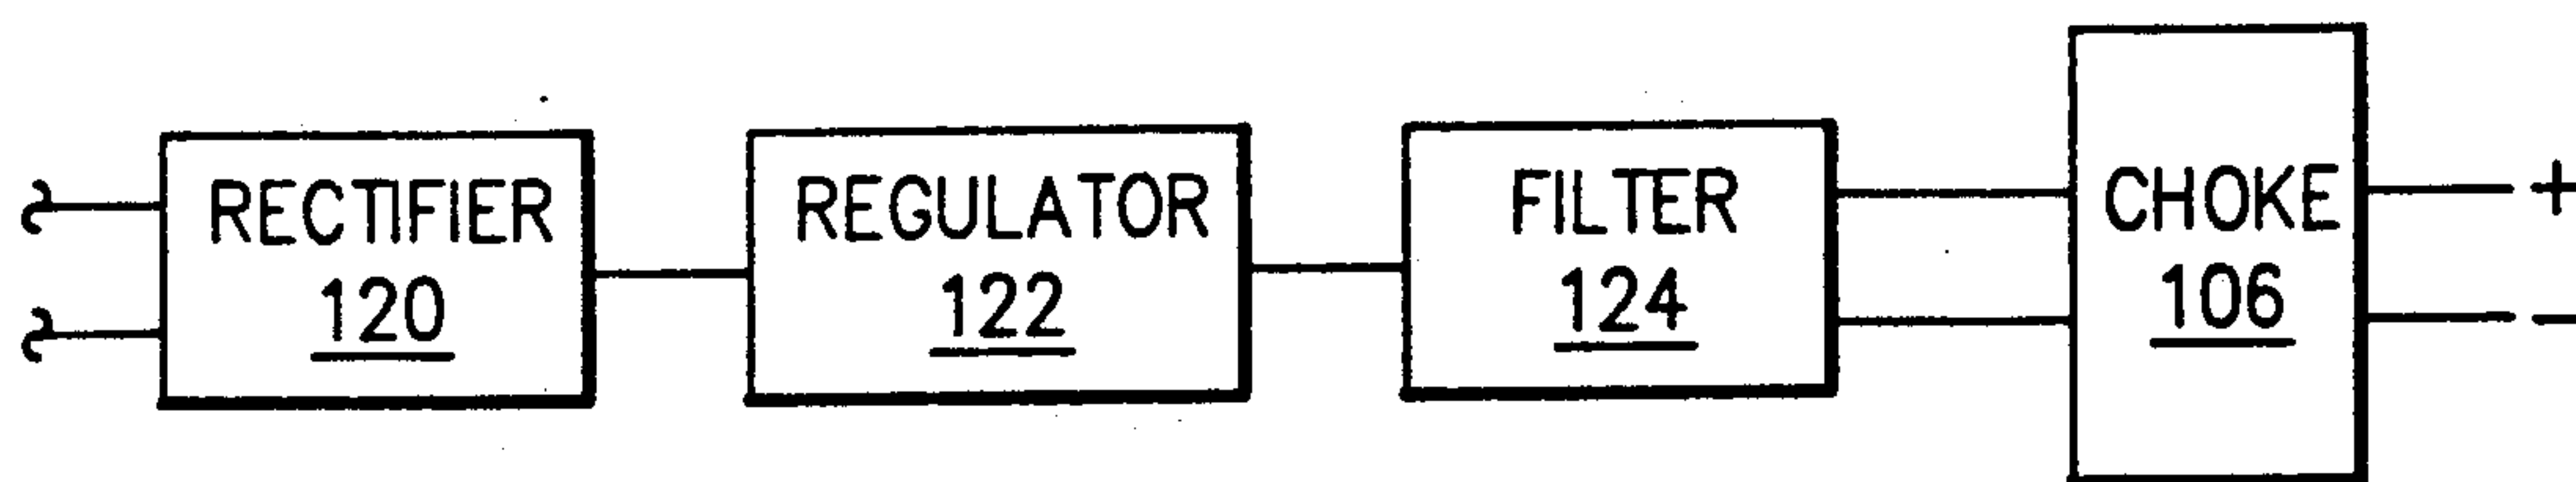 RECTIFIER
120
REGULATOR
122
FILTER
124
CHOKE
106
+
−